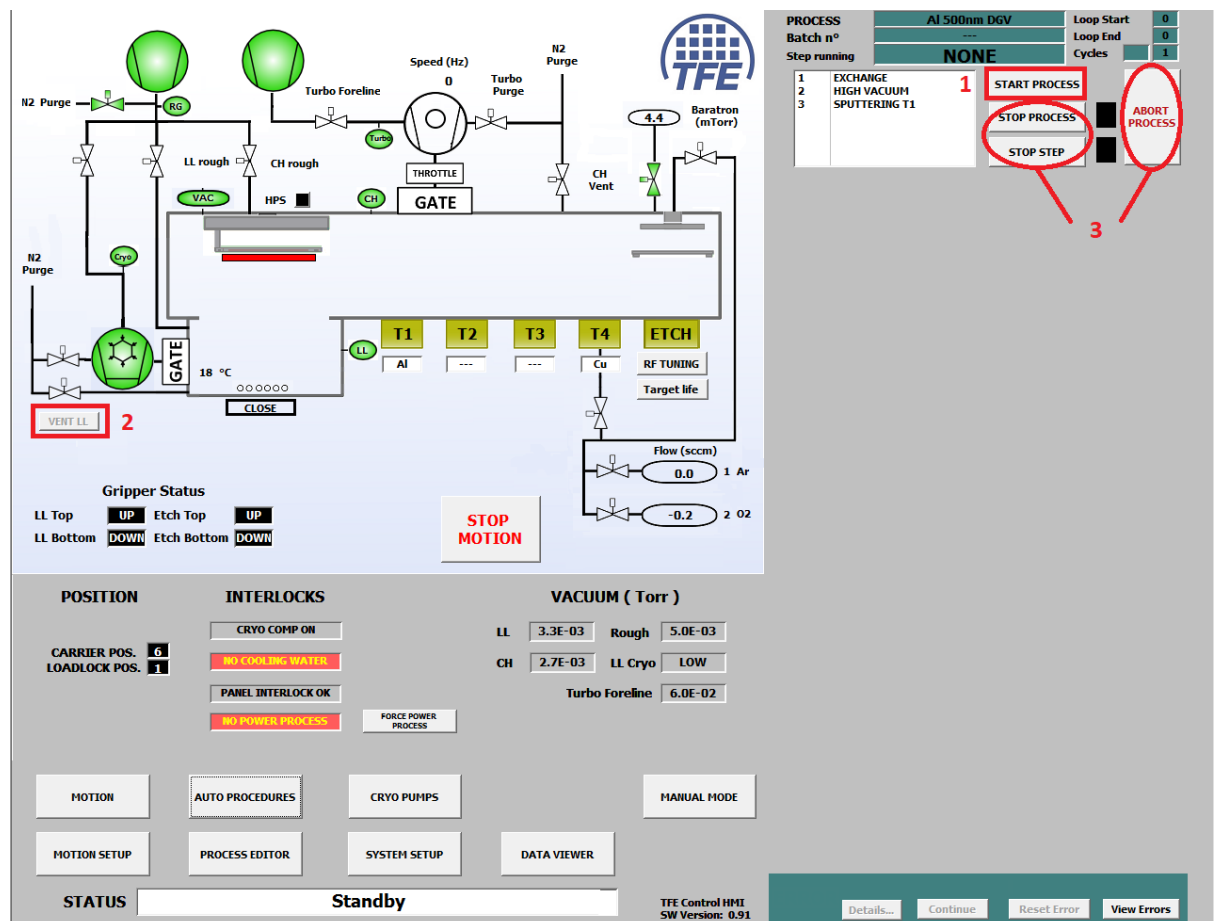 PROCESS
Al 500nm DGV
Loop Start
0
Batch nº
---
Loop End
0
Step running
NONE
Cycles
1
1 EXCHANGE
2 HIGH VACUUM
3 SPUTTERING T1
1
START PROCESS
STOP PROCESS
STOP STEP
ABORT
PROCESS
3
TFE
N2
Purge
Speed (Hz)
0
Turbo
Purge
Turbo Foreline
N2 Purge
RG
Turbo
4.4
Baratron
(mTorr)
LL rough
CH rough
THROTTLE
CH
Vent
VAC
HPS
CH
GATE
N2
Purge
Cryo
T1
T2
T3
T4
ETCH
LL
GATE
Al
---
---
Cu
RF TUNING
18 °C
Target life
CLOSE
VENT LL
2
Flow (sccm)
0.0
1 Ar
-0.2
2 O2
Gripper Status
LL Top UP Etch Top UP
LL Bottom DOWN Etch Bottom DOWN
STOP
MOTION
POSITION
INTERLOCKS
VACUUM ( Torr )
CRYO COMP ON
LL 3.3E-03 Rough 5.0E-03
CARRIER POS. 6
LOADLOCK POS. 1
NO COOLING WATER
CH 2.7E-03 LL Cryo LOW
PANEL INTERLOCK OK
Turbo Foreline 6.0E-02
NO POWER PROCESS
FORCE POWER
PROCESS
MOTION
AUTO PROCEDURES
CRYO PUMPS
MANUAL MODE
MOTION SETUP
PROCESS EDITOR
SYSTEM SETUP
DATA VIEWER
STATUS
Standby
TFE Control HMI
SW Version: 0.91
Details...
Continue
Reset Error
View Errors